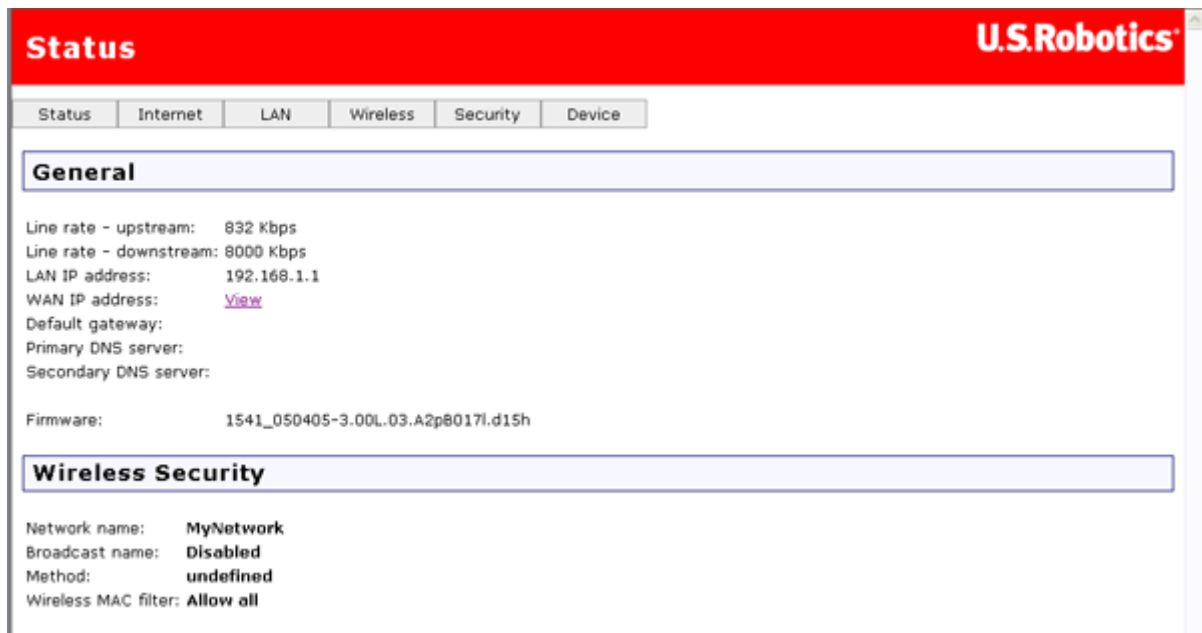 Status
U.S.Robotics
Status Internet LAN Wireless Security Device
General
Line rate - upstream: 832 Kbps
Line rate - downstream: 8000 Kbps
LAN IP address: 192.168.1.1
WAN IP address: View
Default gateway:
Primary DNS server:
Secondary DNS server:
Firmware: 1541_050405-3.00L.03.A2pB017l.d15h
Wireless Security
Network name: MyNetwork
Broadcast name: Disabled
Method: undefined
Wireless MAC filter: Allow all